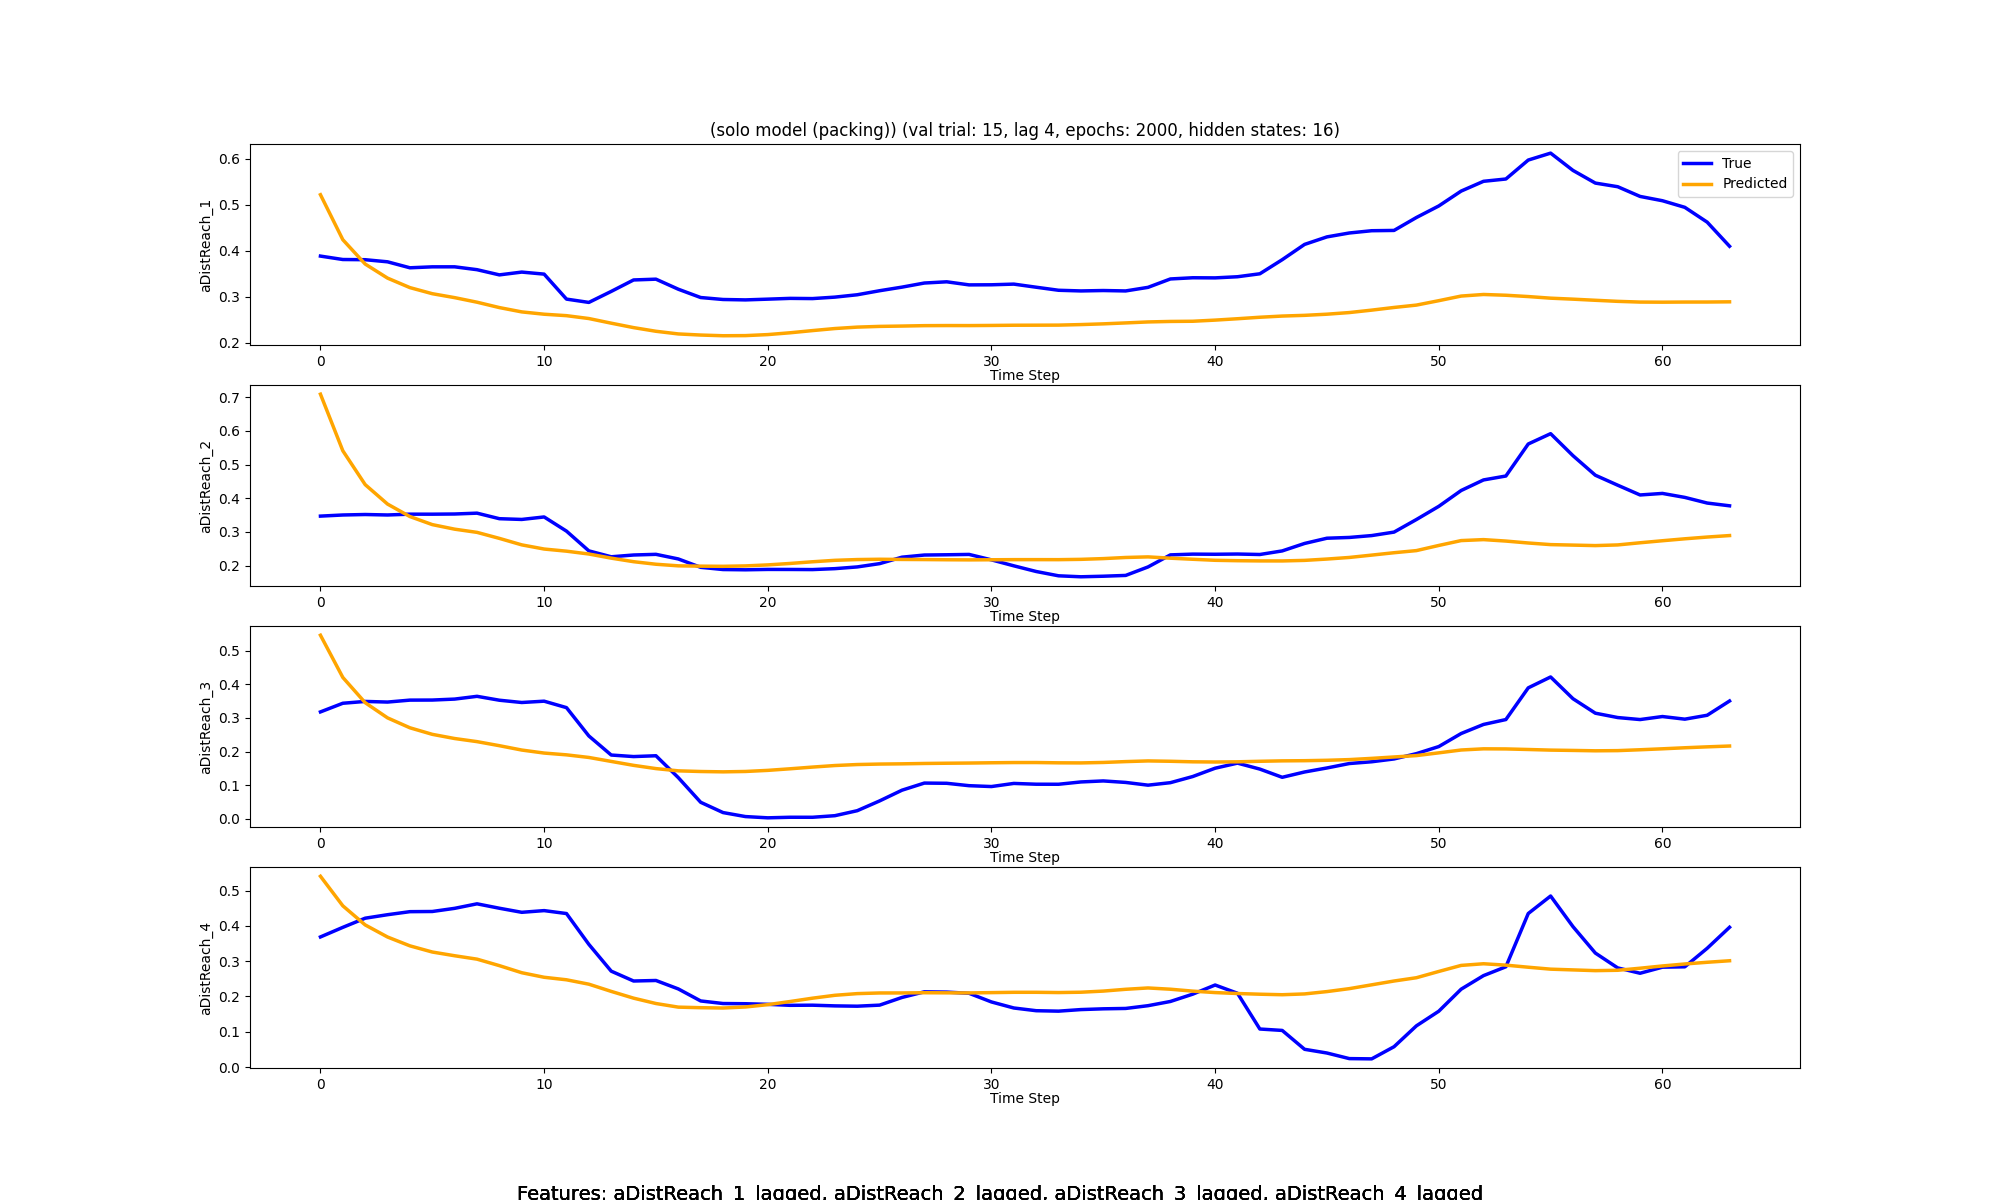 (solo model (packing)) (val trial: 15, lag 4, epochs: 2000, hidden states: 16)
True
Predicted
aDistReach_1
0.6
0.5
0.4
0.3
0.2
0 10 20 30 40 50 60
Time Step
aDistReach_2
0.7
0.6
0.5
0.4
0.3
0.2
0 10 20 30 40 50 60
Time Step
aDistReach_3
0.5
0.4
0.3
0.2
0.1
0.0
0 10 20 30 40 50 60
Time Step
aDistReach_4
0.5
0.4
0.3
0.2
0.1
0.0
0 10 20 30 40 50 60
Time Step
Features: aDistReach_1_lagged, aDistReach_2_lagged, aDistReach_3_lagged, aDistReach_4_lagged